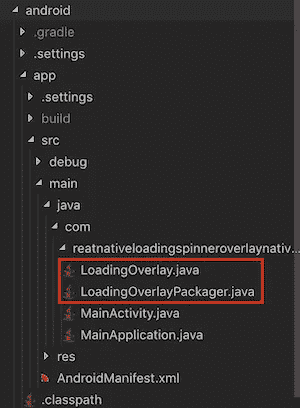 android
.gradle
.settings
app
.settings
build
src
debug
main
java
com
reatnativeloadingspinneroverlaynativ...
LoadingOverlay.java
LoadingOverlayPackager.java
MainActivity.java
MainApplication.java
res
AndroidManifest.xml
.classpath